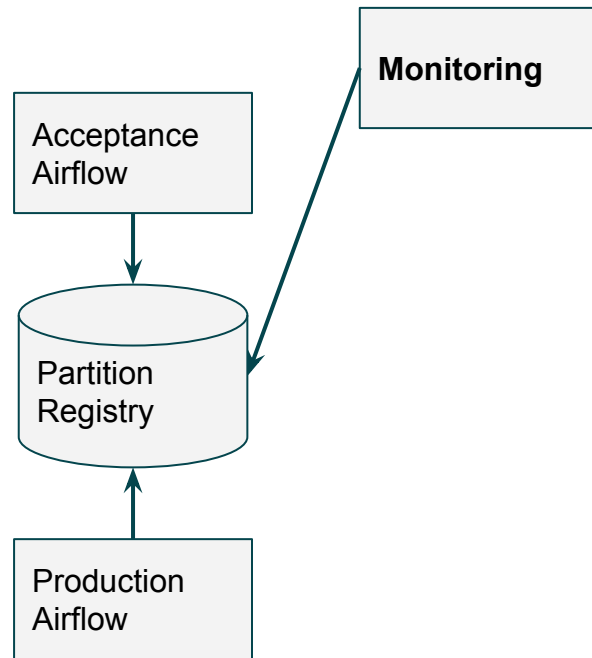 Monitoring
Acceptance
Airflow
Partition
Registry
Production
Airflow